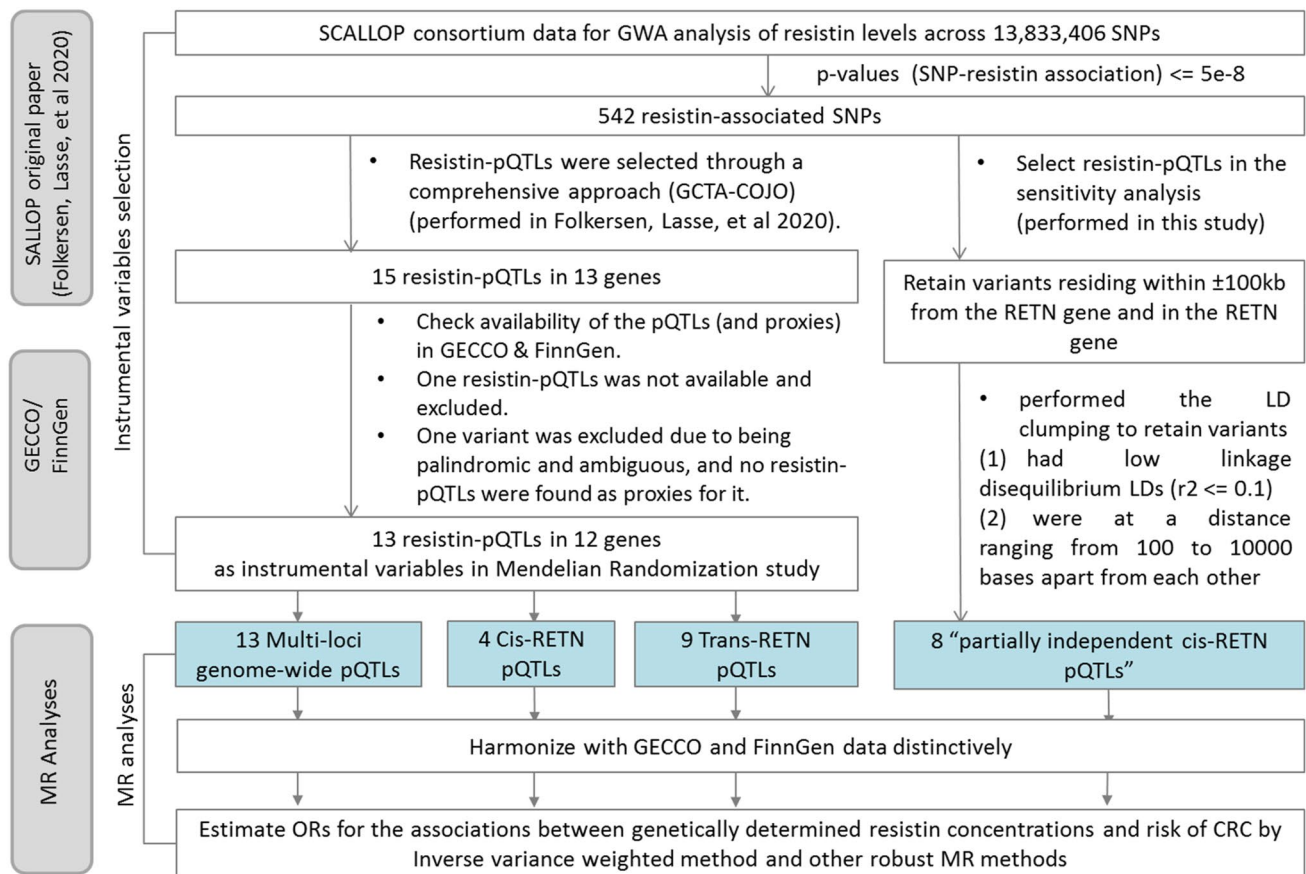 SALLOP original paper
(Folkersen, Lasse, et al 2020)
GECCO/
FinnGen
MR Analyses
Instrumental variables selection
MR analyses
SCALLOP consortium data for GWA analysis of resistin levels across 13,833,406 SNPs
p-values (SNP-resistin association) <= 5e-8
542 resistin-associated SNPs
• Resistin-pQTLs were selected through a
comprehensive approach (GCTA-COJO)
(performed in Folkersen, Lasse, et al 2020).
15 resistin-pQTLs in 13 genes
• Check availability of the pQTLs (and proxies)
in GECCO & FinnGen.
• One resistin-pQTLs was not available and
excluded.
• One variant was excluded due to being
palindromic and ambiguous, and no resistin-
pQTLs were found as proxies for it.
13 resistin-pQTLs in 12 genes
as instrumental variables in Mendelian Randomization study
• Select resistin-pQTLs in the
sensitivity analysis
(performed in this study)
Retain variants residing within ±100kb
from the RETN gene and in the RETN
gene
• performed the LD
clumping to retain variants
(1) had low linkage
disequilibrium LDs (r2 <= 0.1)
(2) were at a distance
ranging from 100 to 10000
bases apart from each other
13 Multi-loci
genome-wide pQTLs
4 Cis-RETN
pQTLs
9 Trans-RETN
pQTLs
8 “partially independent cis-RETN
pQTLs”
Harmonize with GECCO and FinnGen data distinctively
Estimate ORs for the associations between genetically determined resistin concentrations and risk of CRC by
Inverse variance weighted method and other robust MR methods